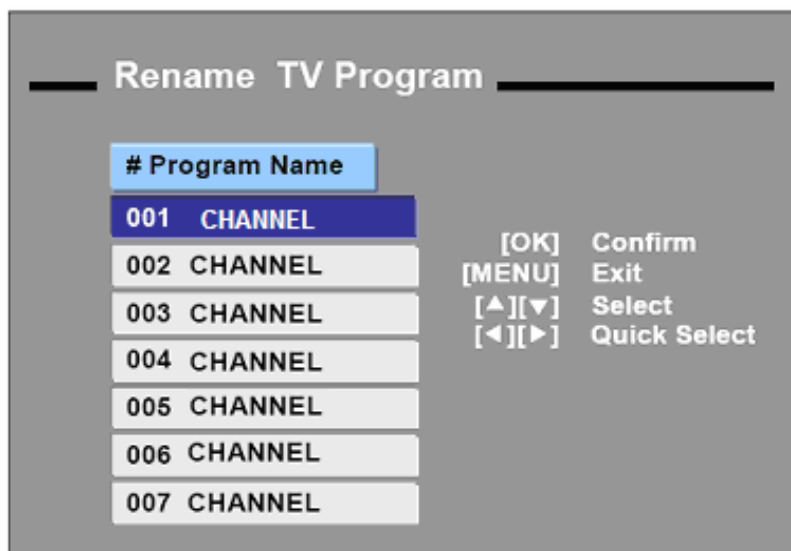 Rename TV Program
# Program Name
001 CHANNEL
002 CHANNEL
003 CHANNEL
004 CHANNEL
005 CHANNEL
006 CHANNEL
007 CHANNEL
[OK] Confirm
[MENU] Exit
[▲][▼] Select
[◄][►] Quick Select